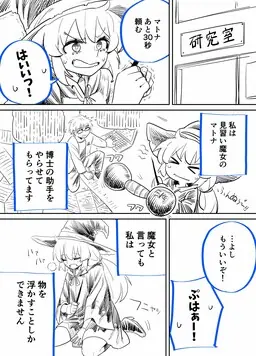 研究室
マトナ
あと30秒
頼む
はいいっ!
私は
見習い魔女の
マトナ
博士の助手を
やらせて
もらってます
…よし
もういいぞ!
ぷはぁー!
魔女と
言っても
私は
フニャッ
物を
浮かすことしか
できません